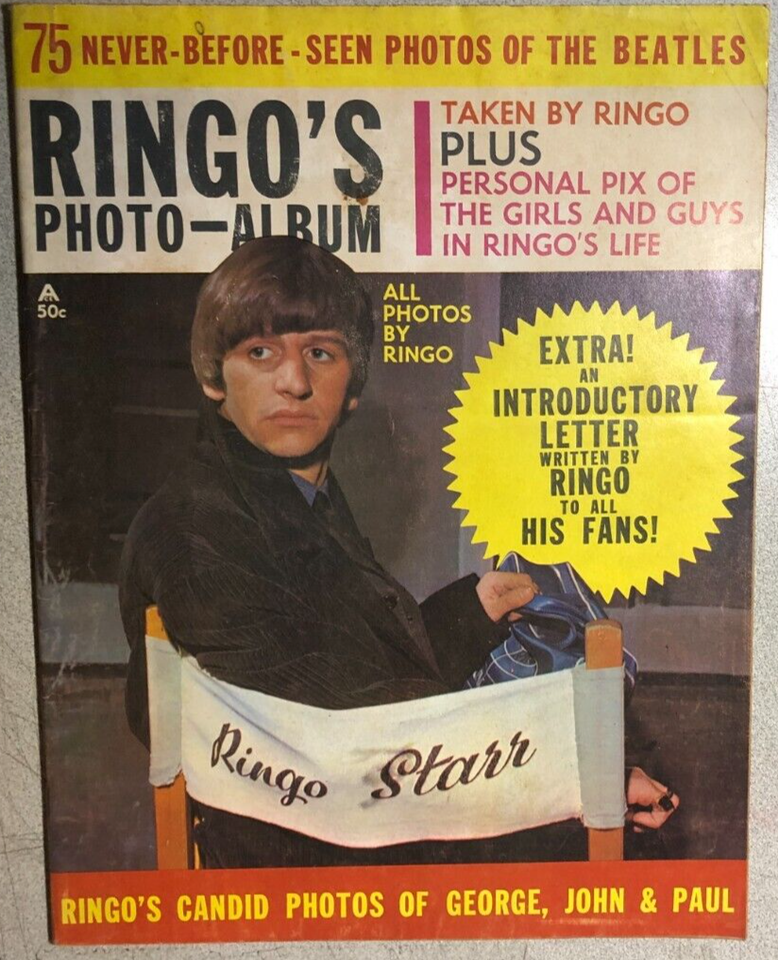 75 NEVER-BEFORE-SEEN PHOTOS OF THE BEATLES
RINGO'S
PHOTO—ALBUM
TAKEN BY RINGO
PLUS
PERSONAL PIX OF
THE GIRLS AND GUYS
IN RINGO'S LIFE
A
50c
ALL
PHOTOS
BY
RINGO
EXTRA!
AN
INTRODUCTORY
LETTER
WRITTEN BY
RINGO
TO ALL
HIS FANS!
Ringo Starr
RINGO'S CANDID PHOTOS OF GEORGE, JOHN & PAUL